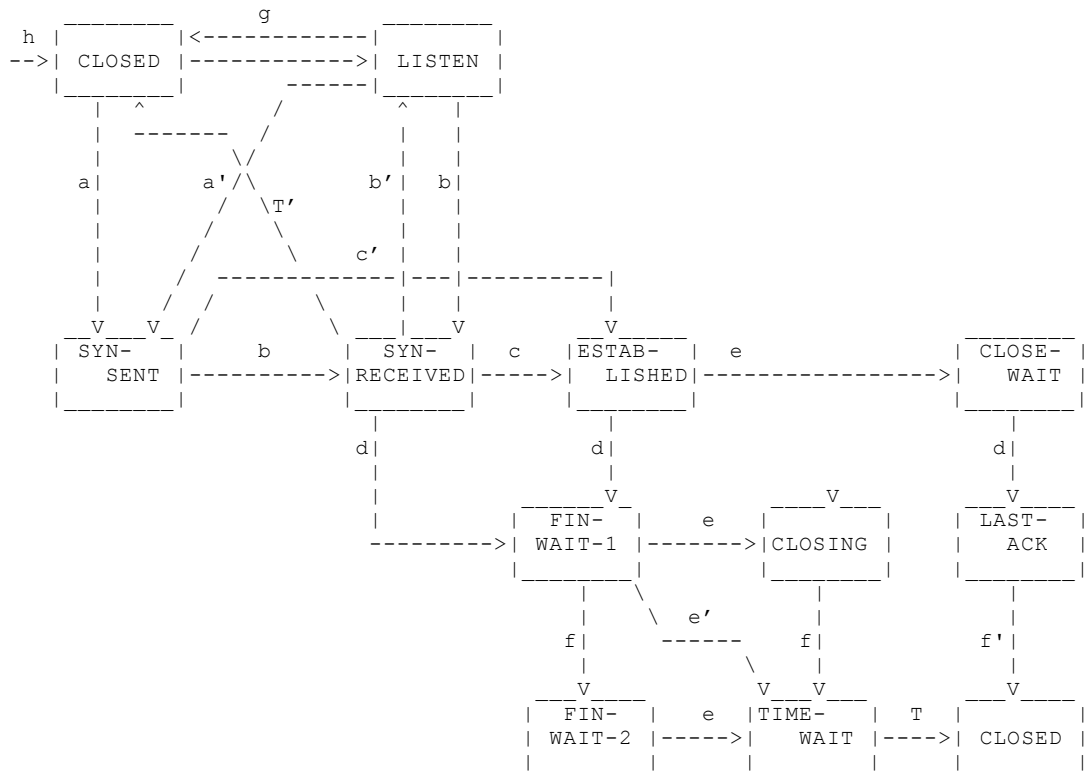 g
h
CLOSED LISTEN
a a' b' b
T'
c'
SYN- b SYN- c ESTAB- e CLOSE-
SENT RECEIVED LISHED WAIT
d d d
FIN- e LAST-
WAIT-1 CLOSING ACK
e'
f f f'
FIN- e TIME- T
WAIT-2 WAIT CLOSED